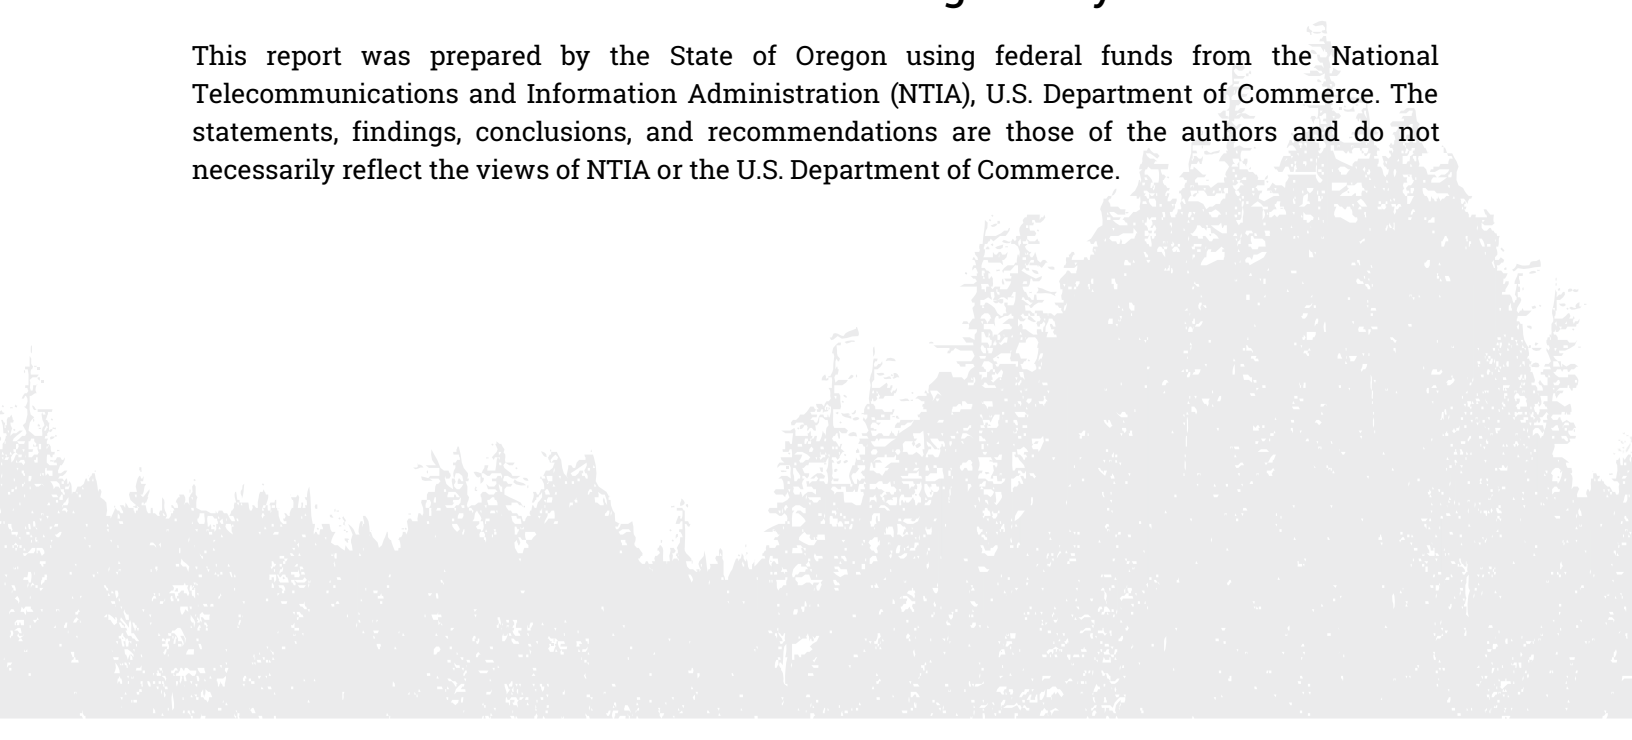 This report was prepared by the State of Oregon using federal funds from the National
Telecommunications and Information Administration (NTIA), U.S. Department of Commerce. The
statements, findings, conclusions, and recommendations are those of the authors and do not
necessarily reflect the views of NTIA or the U.S. Department of Commerce.